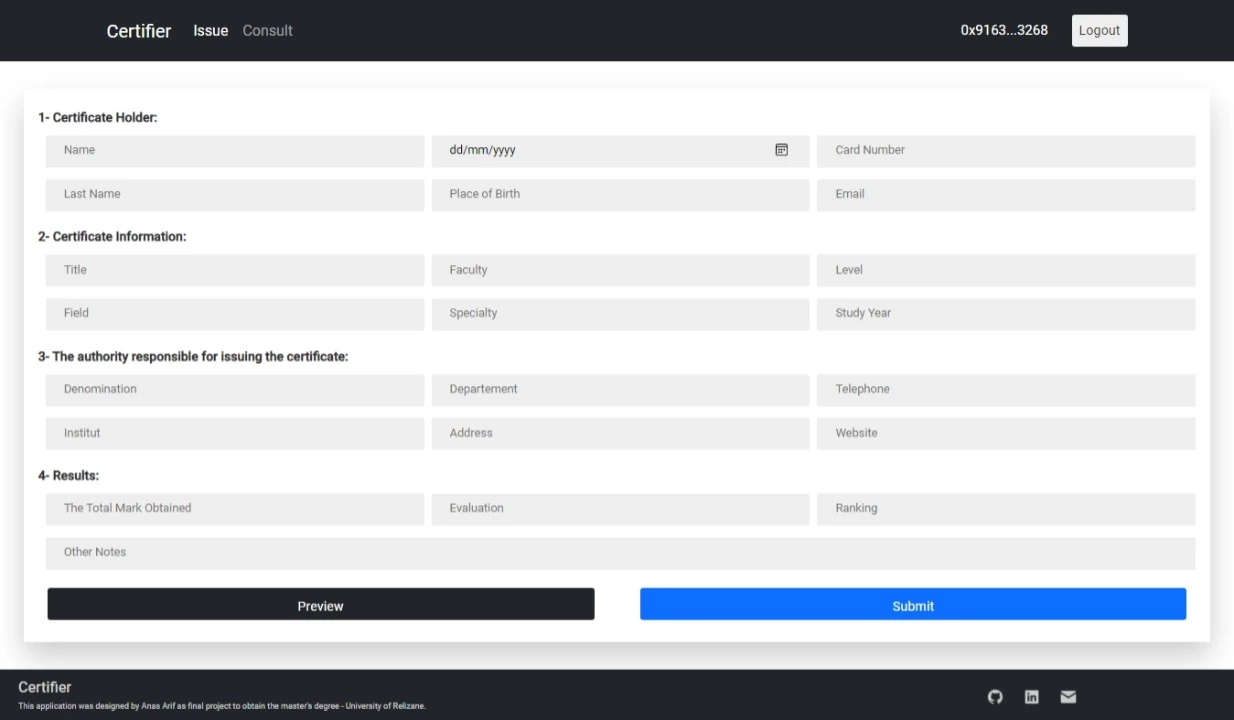 Certifier Issue Consult 0x9163...3268 Logout
1- Certificate Holder:
Name dd/mm/yyyy Card Number
Last Name Place of Birth Email
2- Certificate Information:
Title Faculty Level
Field Specialty Study Year
3- The authority responsible for issuing the certificate:
Denomination Departement Telephone
Institut Address Website
4- Results:
The Total Mark Obtained Evaluation Ranking
Other Notes
Preview Submit
Certifier
This application was designed by Anas Arif as final project to obtain the master's degree - University of Relizane.
in